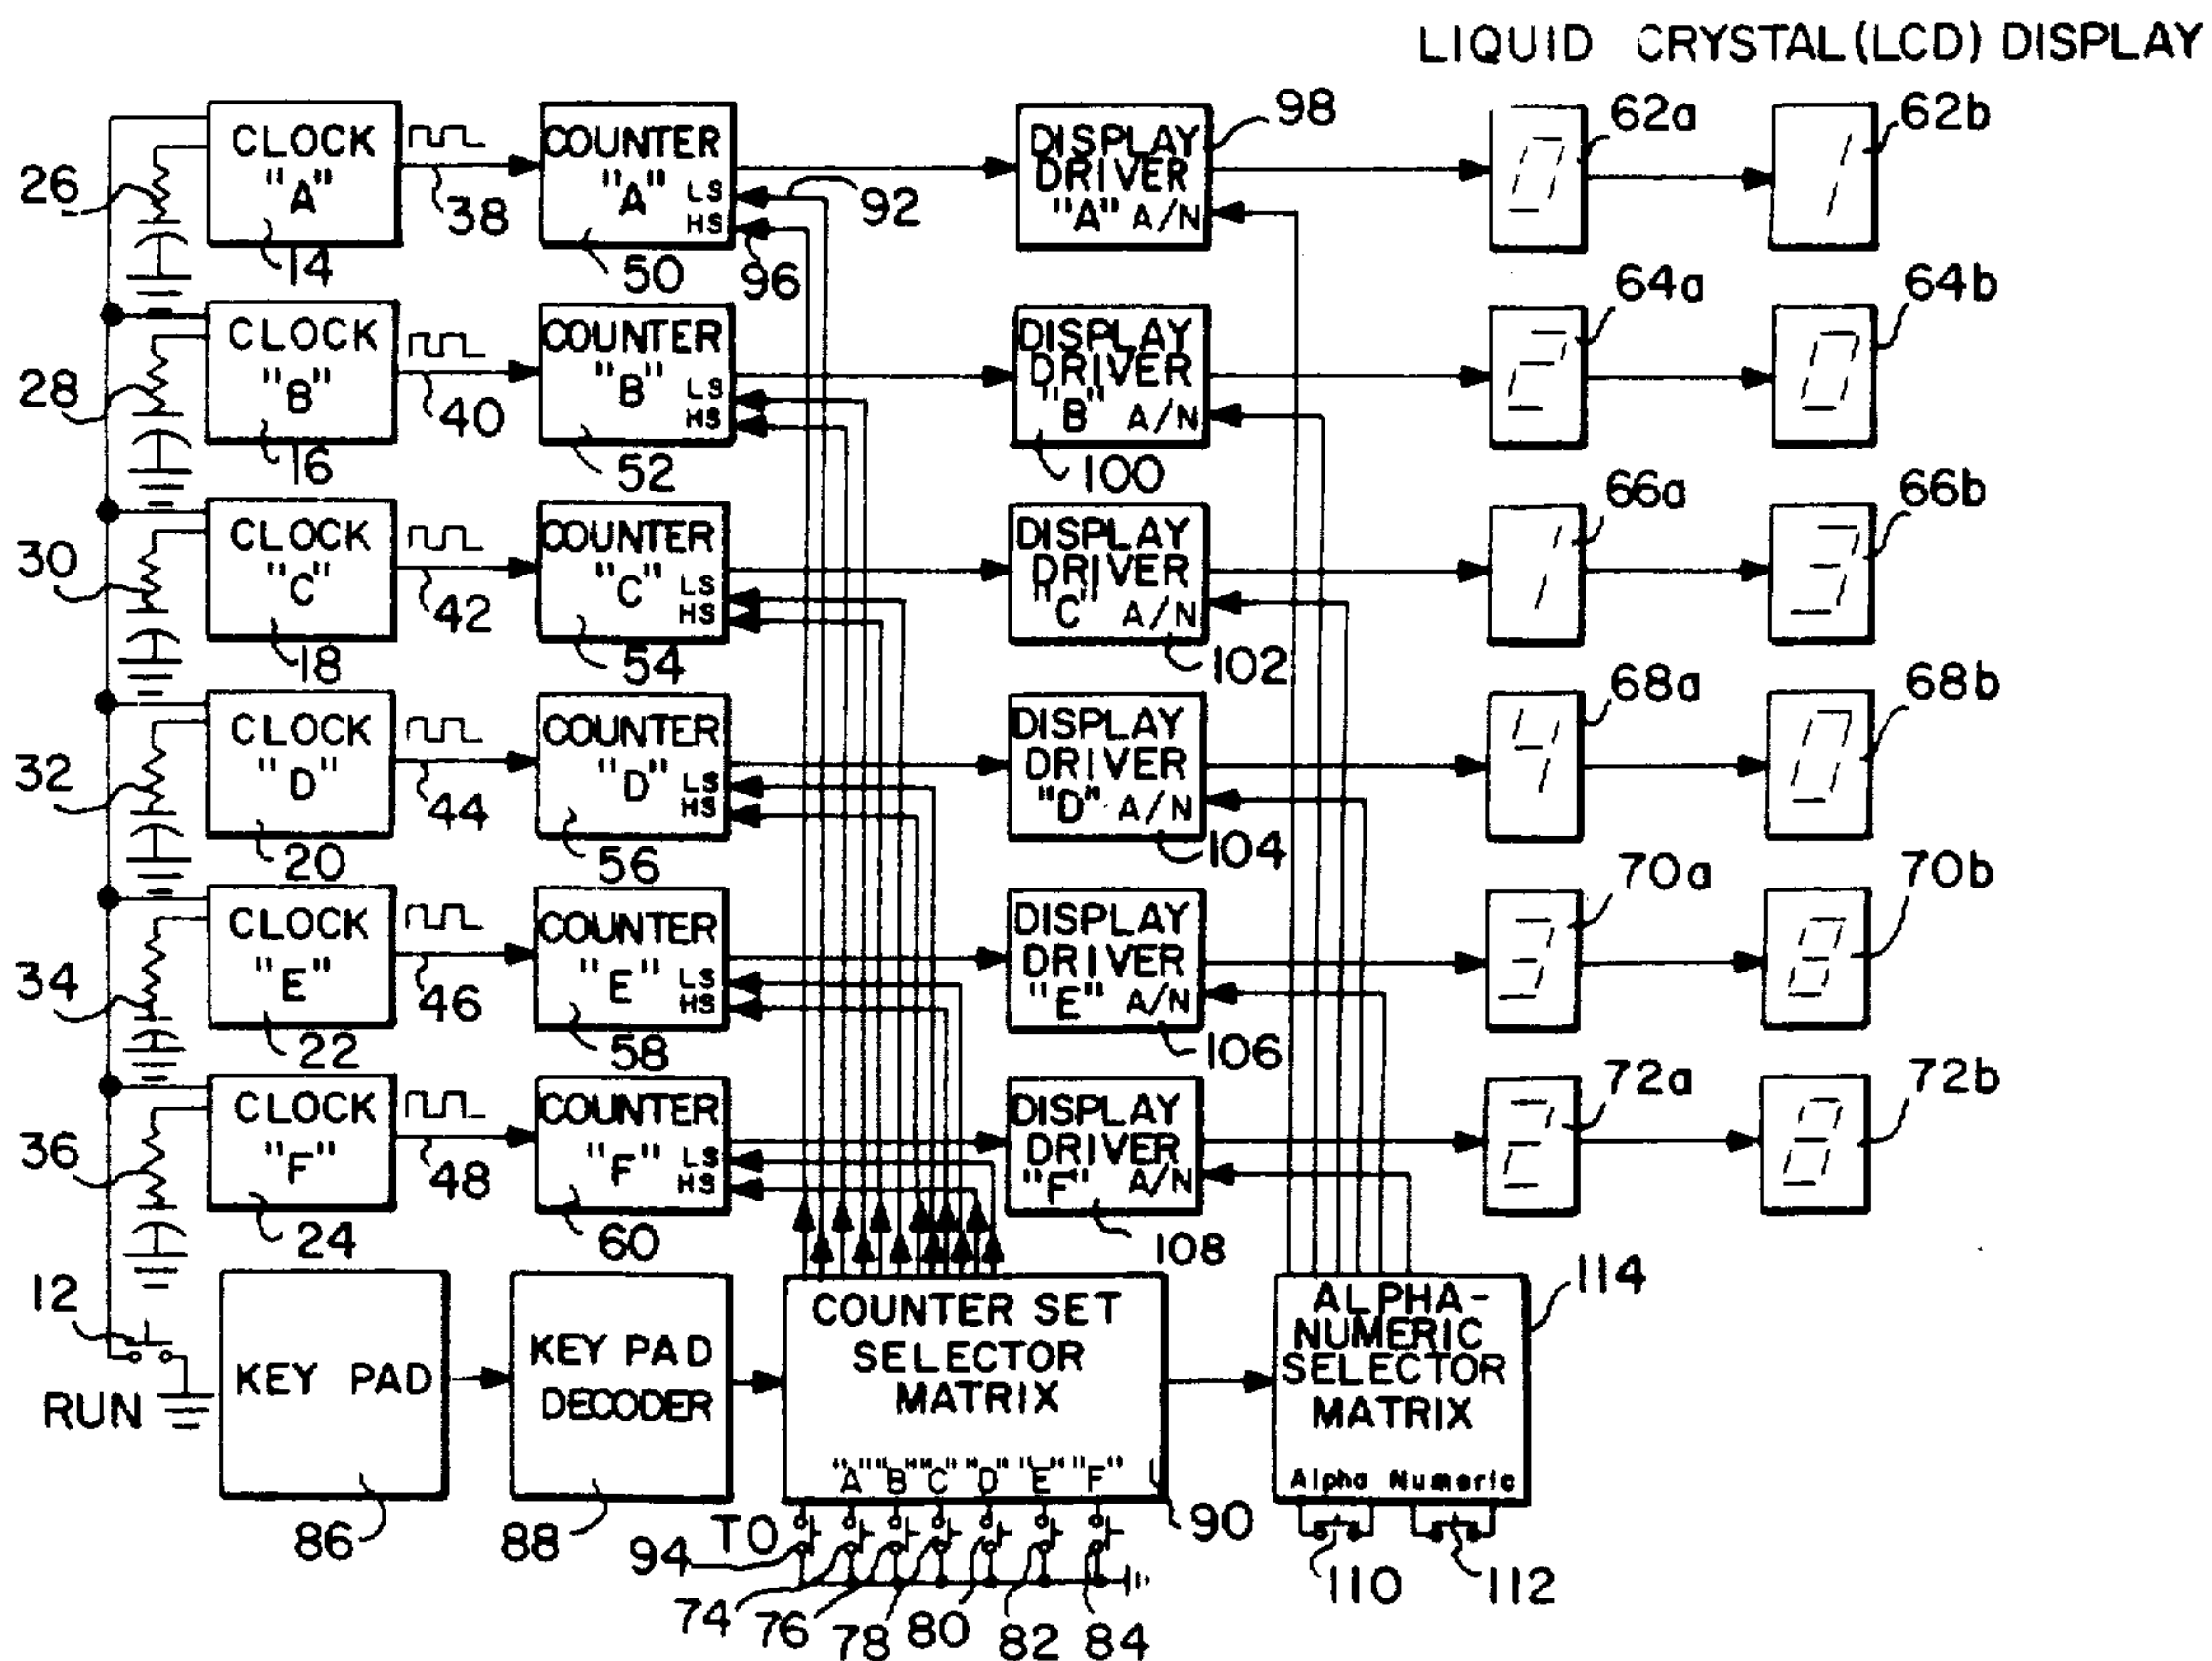 LIQUID CRYSTAL (LCD) DISPLAY
CLOCK
"A"
14
26
38
COUNTER
"A" LS
HS
50
92
96
DISPLAY
DRIVER
"A" A/N
98
62a
62b
CLOCK
"B"
16
28
40
COUNTER
"B" LS
HS
52
DISPLAY
DRIVER
"B" A/N
100
64a
64b
CLOCK
"C"
18
30
42
COUNTER
"C" LS
HS
54
DISPLAY
DRIVER
"C" A/N
102
66a
66b
CLOCK
"D"
20
32
44
COUNTER
"D" LS
HS
56
DISPLAY
DRIVER
"D" A/N
104
68a
68b
CLOCK
"E"
22
34
46
COUNTER
"E" LS
HS
58
DISPLAY
DRIVER
"E" A/N
106
70a
70b
CLOCK
"F"
24
36
48
COUNTER
"F" LS
HS
60
DISPLAY
DRIVER
"F" A/N
108
72a
72b
12
RUN
KEY PAD
86
KEY PAD
DECODER
88
COUNTER SET
SELECTOR
MATRIX
"A" "B" "C" "D" "E" "F"
90
TO
94
74 76 78 80 82 84
ALPHA-
NUMERIC
SELECTOR
MATRIX
Alpha Numeric
114
110 112